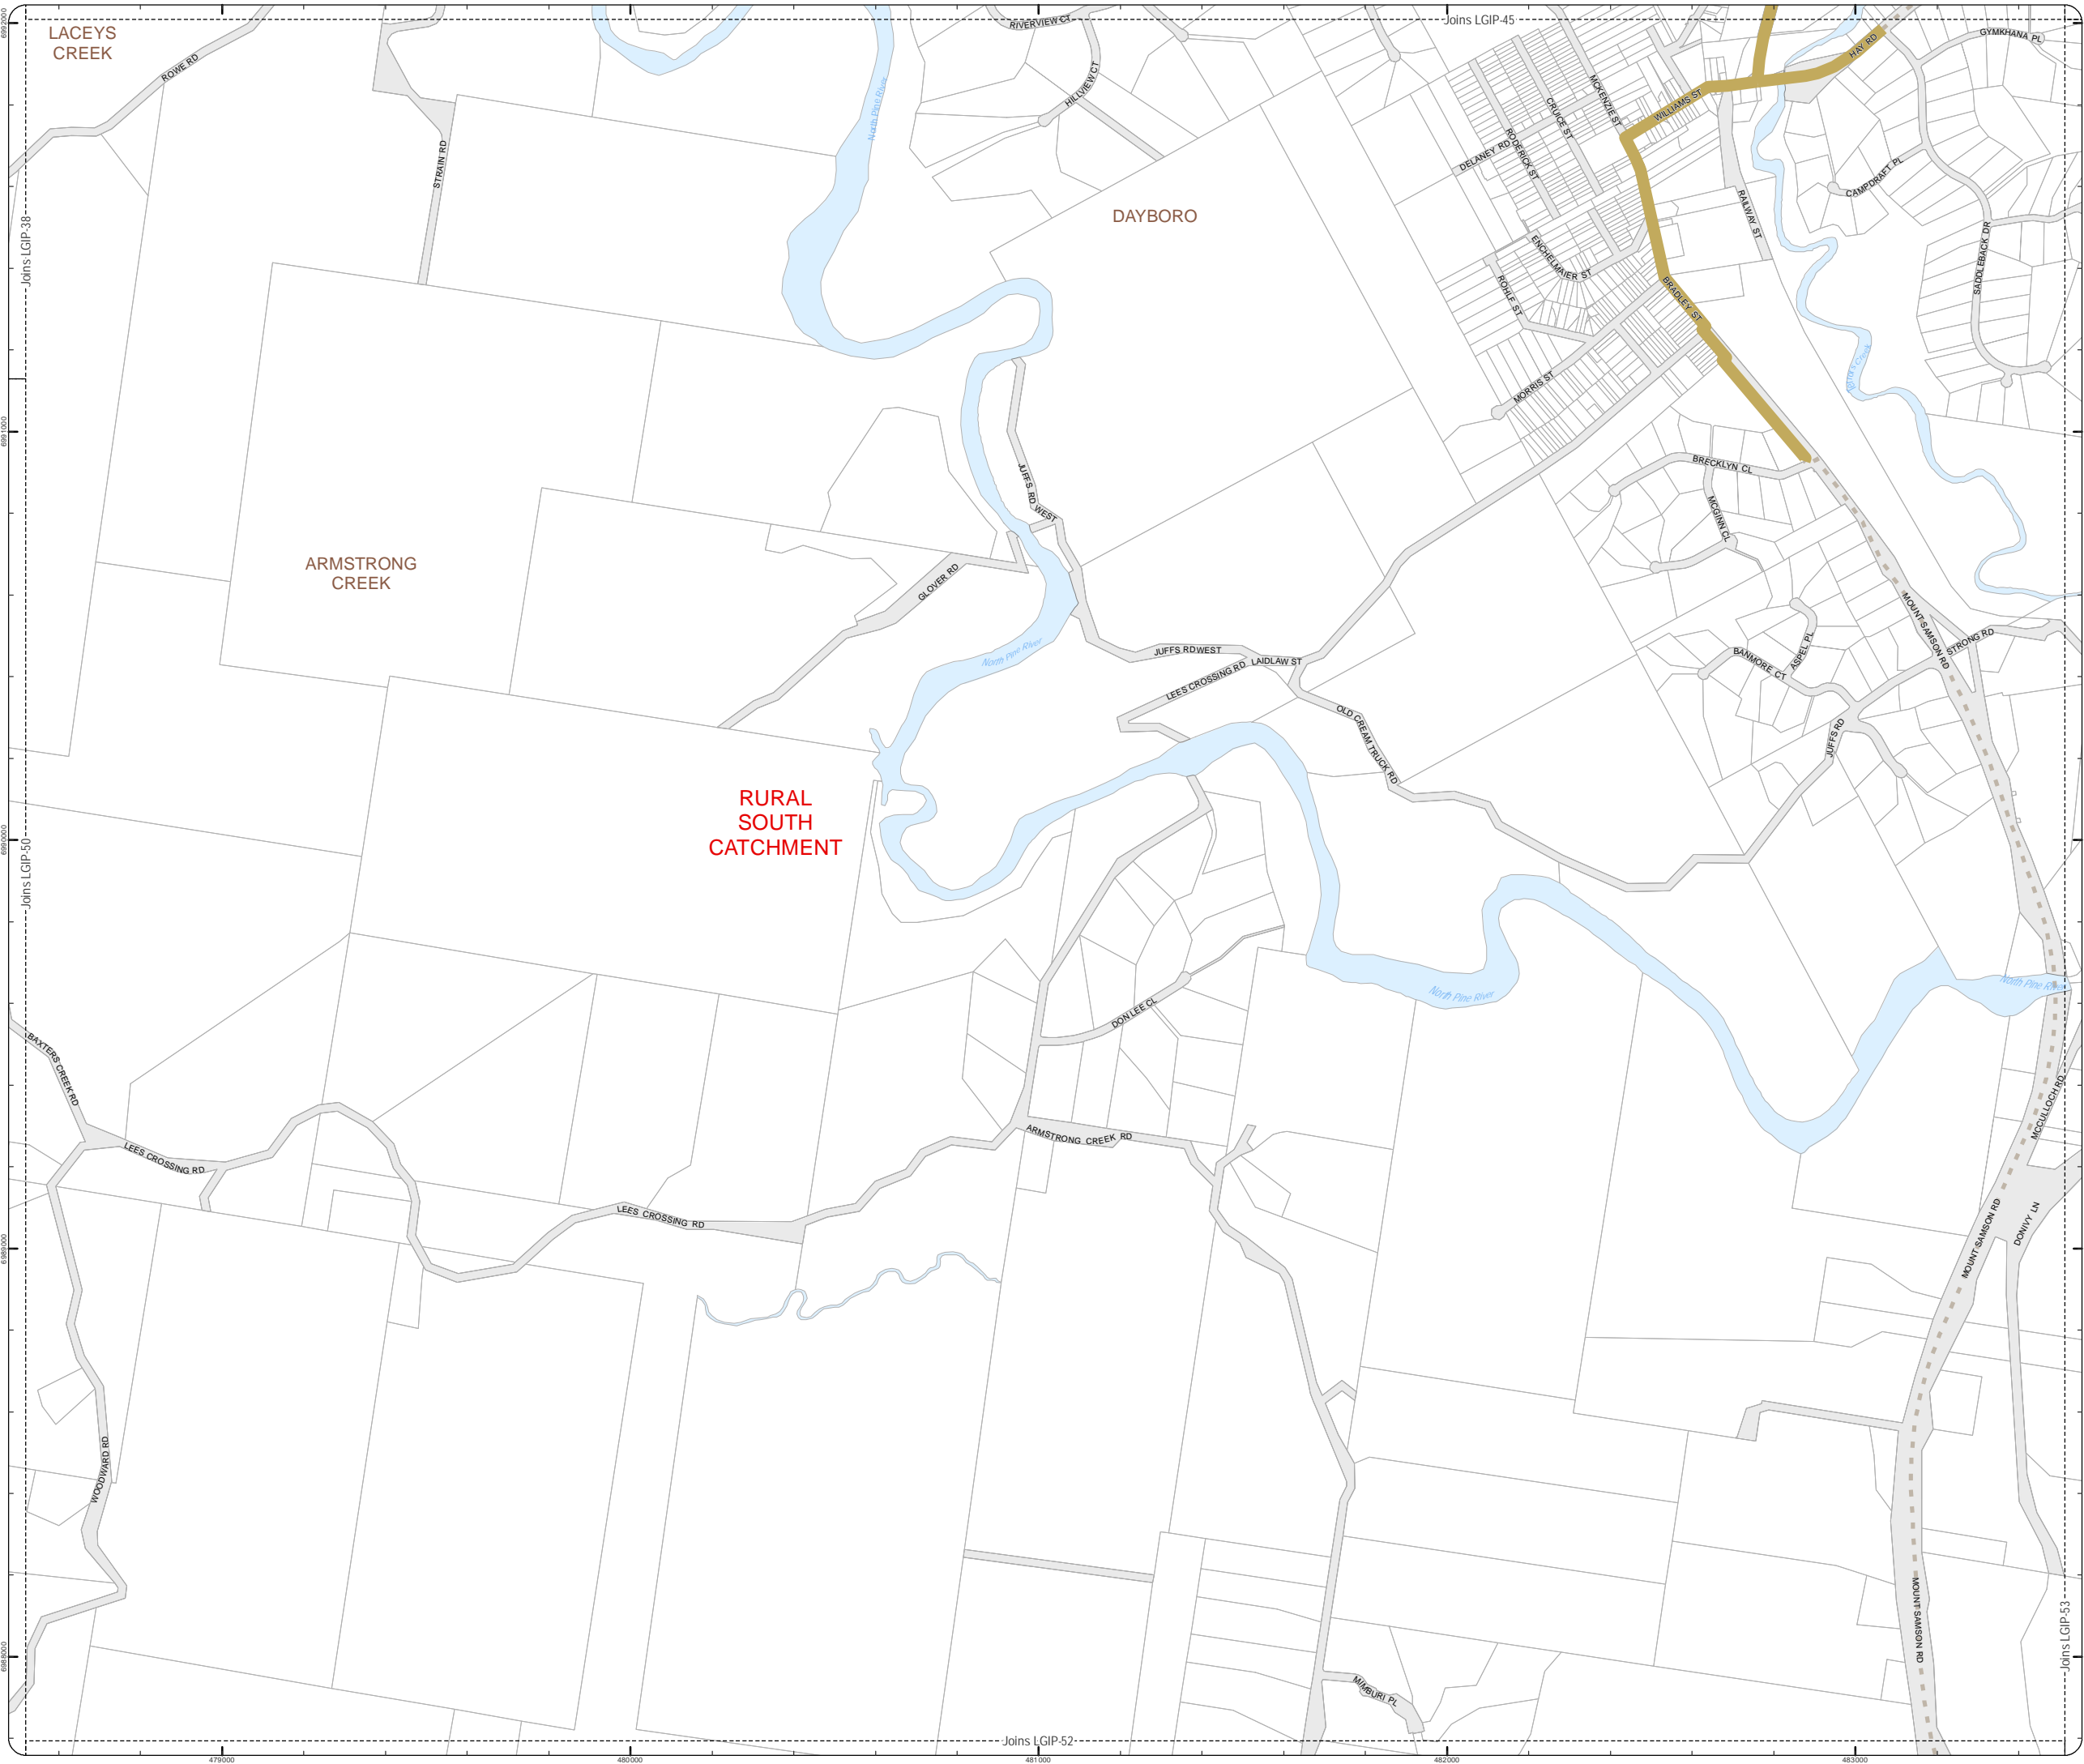 Joins LGIP-45
LACEYS
CREEK
ROWE RD
STRAIN RD
North Pine River
RIVERVIEW CT
HILLVIEW CT
DAYBORO
MCKENZIE ST
CRUICE ST
RODERICK ST
DELANEY RD
WILLIAMS ST
HAY RD
GYMKHANA PL
CAMPDRAFT PL
RAILWAY ST
SADDLEBACK DR
ENCHELMAIER ST
ROHLF ST
BRADLEY ST
MORRIS ST
Creek
Joins LGIP-38
6992000
6991000
ARMSTRONG
CREEK
JUFFS RD
WEST
GLOVER RD
North Pine River
BRECKLYN CL
MCGINN CL
JUFFS RD WEST
LEES CROSSING RD
LAIDLAW ST
OLD CREAM TRUCK RD
MOUNT SAMSON RD
STRONG RD
ASPEL PL
BANMORE CT
JUFFS RD
RURAL
SOUTH
CATCHMENT
Joins LGIP-50
6990000
North Pine River
North Pine River
DON LEE CL
BAXTERS CREEK RD
LEES CROSSING RD
ARMSTRONG CREEK RD
LEES CROSSING RD
MCCULLOCH RD
MOUNT SAMSON RD
DONIVY LN
6989000
WOODWARD RD
MOUNT SAMSON RD
MIMBURI PL
6988000
Joins LGIP-53
Joins LGIP-52
479000
480000
481000
482000
483000